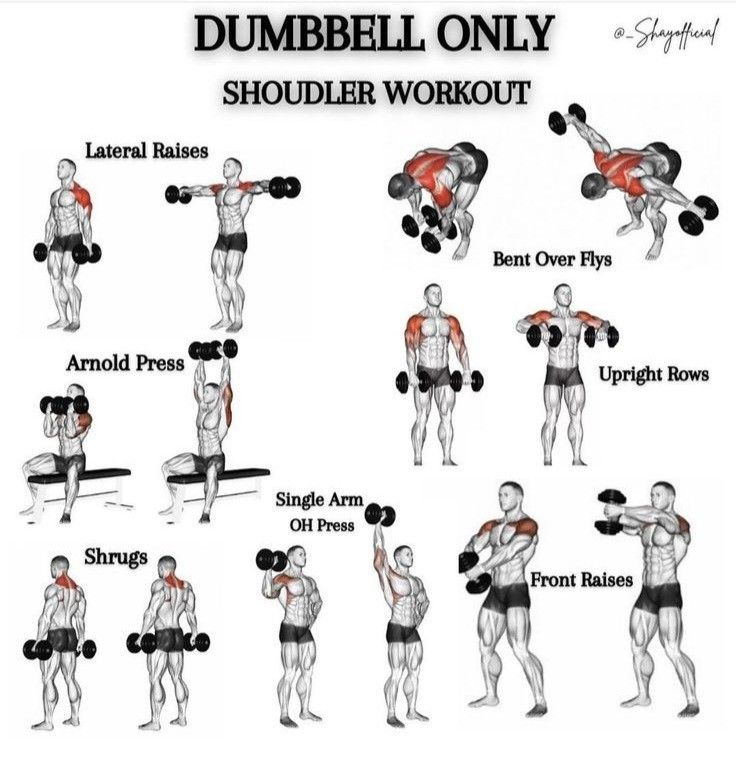 DUMBBELL ONLY
@_Shayofficial
SHOUDLER WORKOUT
Lateral Raises
Bent Over Flys
Arnold Press
Upright Rows
Single Arm
OH Press
Shrugs
Front Raises